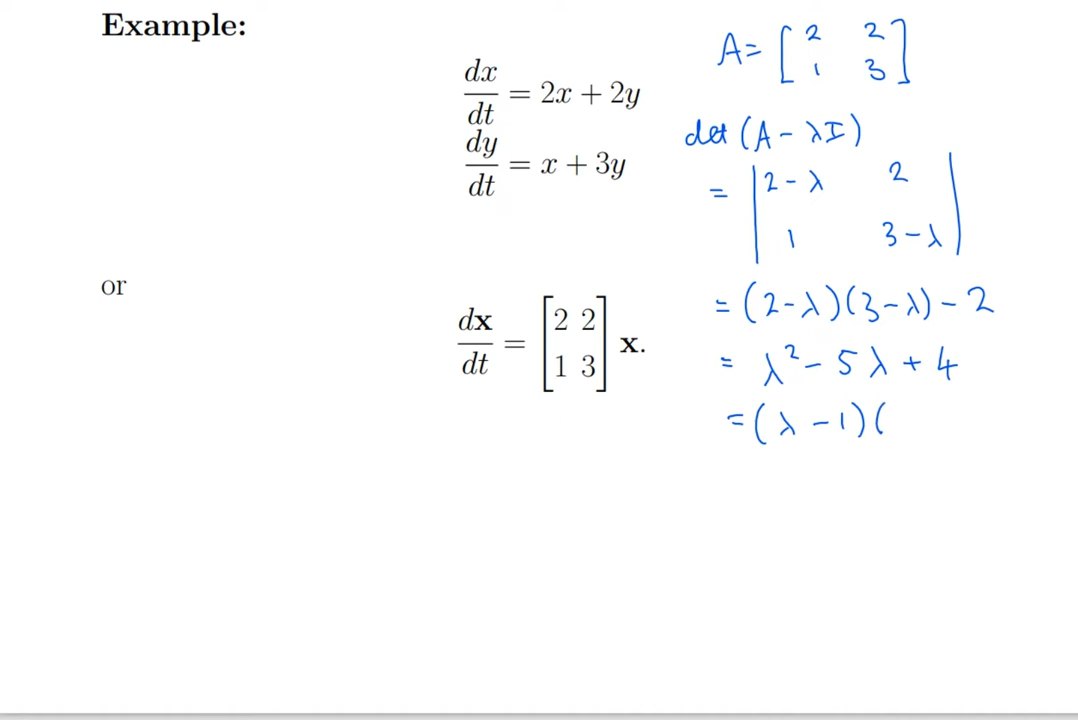 Example:
dx/dt = 2x + 2y
dy/dt = x + 3y
or
dx/dt = [2 2
1 3] x.
A = [2 2
1 3]
det (A - λI)
= |2 - λ 2
1 3 - λ|
= (2 - λ)(3 - λ) - 2
= λ² - 5λ + 4
= (λ - 1)(